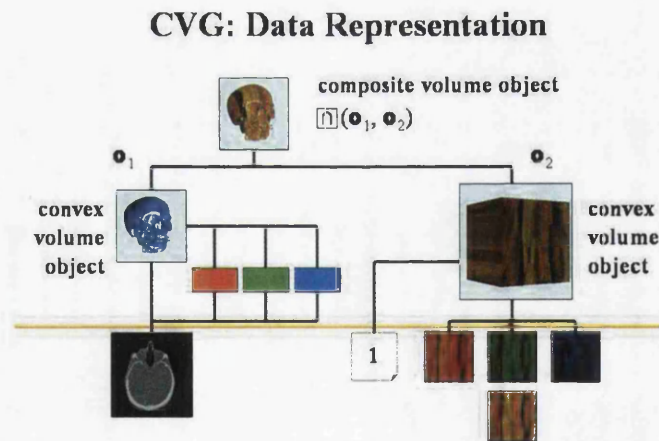 CVG: Data Representation
composite volume object
∩(o1, o2)
o1
o2
convex
volume
object
convex
volume
object
1